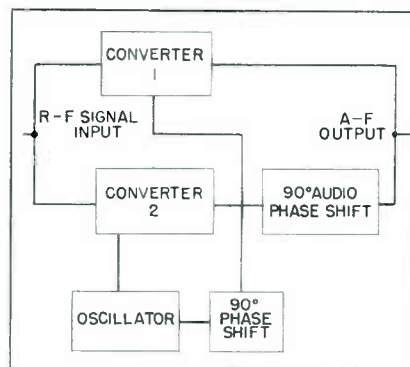 CONVERTER
1
R-F SIGNAL
INPUT
A-F
OUTPUT
CONVERTER
2
90° AUDIO
PHASE SHIFT
OSCILLATOR
90°
PHASE
SHIFT